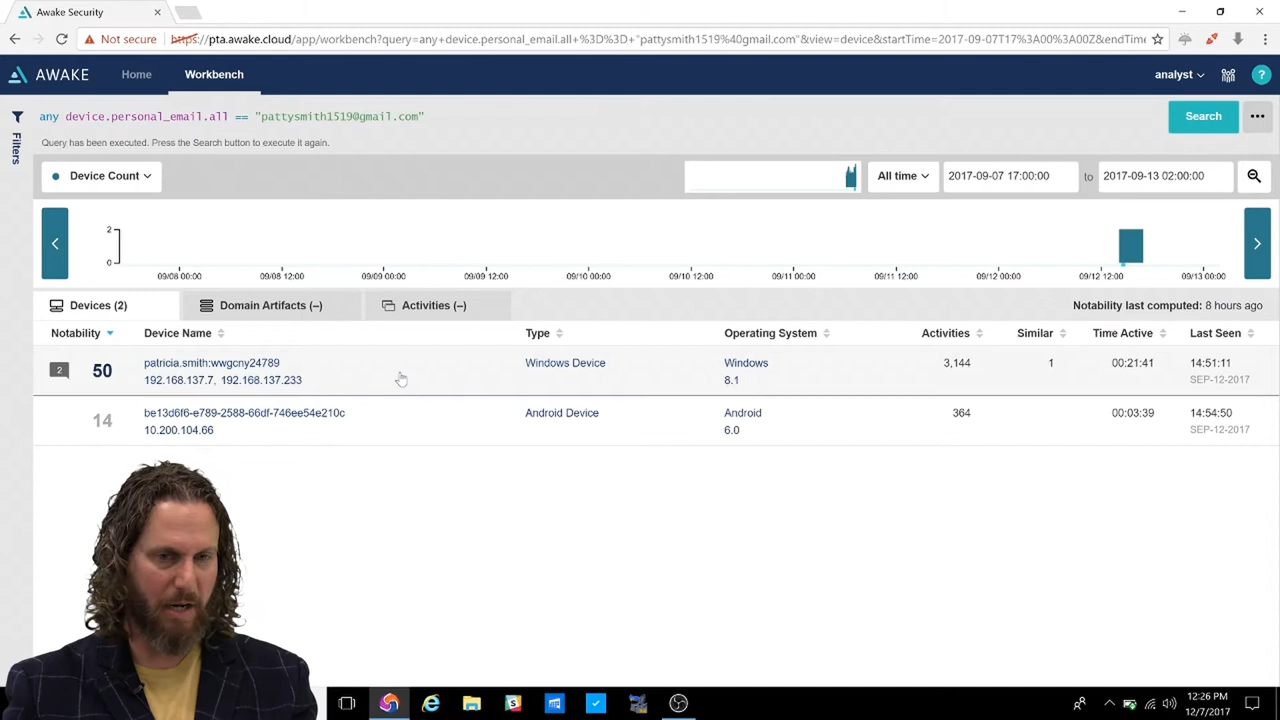 Awake Security
Not secure https://pta.awake.cloud/app/workbench?query=any+device.personal_email.all+%3D%3D+"pattysmith1519%40gmail.com"&view=device&startTime=2017-09-07T17%3A00%3A00Z&endTime
AWAKE Home Workbench analyst ?
any device.personal_email.all == "pattysmith1519@gmail.com" Search
Query has been executed. Press the Search button to execute it again.
Filters
Device Count All time 2017-09-07 17:00:00 to 2017-09-13 02:00:00
2
0
09/08 00:00 09/08 12:00 09/09 00:00 09/09 12:00 09/10 00:00 09/10 12:00 09/11 00:00 09/11 12:00 09/12 00:00 09/12 12:00 09/13 00:00
Devices (2) Domain Artifacts (–) Activities (–) Notability last computed: 8 hours ago
Notability Device Name Type Operating System Activities Similar Time Active Last Seen
2 50 patricia.smith:wwgcny24789 Windows Device Windows 3,144 1 00:21:41 14:51:11
192.168.137.7, 192.168.137.233 8.1 SEP-12-2017
14 be13d6f6-e789-2588-66df-746ee54e210c Android Device Android 364 00:03:39 14:54:50
10.200.104.66 6.0 SEP-12-2017
12:26 PM
12/7/2017